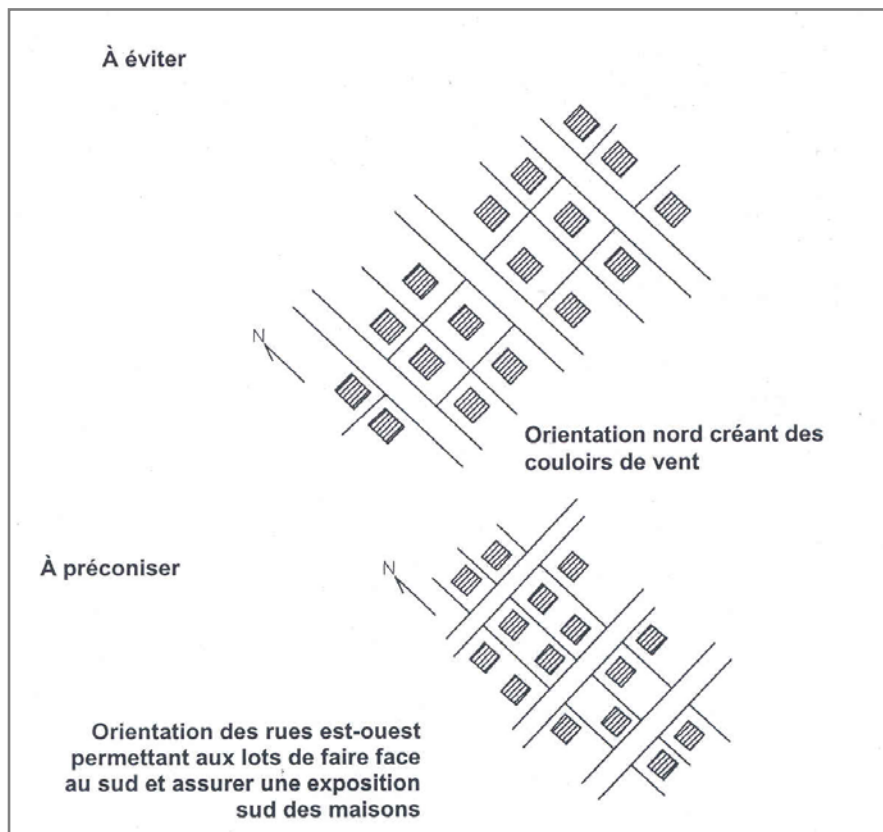 À éviter
N
Orientation nord créant des
couloirs de vent
À préconiser
N
Orientation des rues est-ouest
permettant aux lots de faire face
au sud et assurer une exposition
sud des maisons